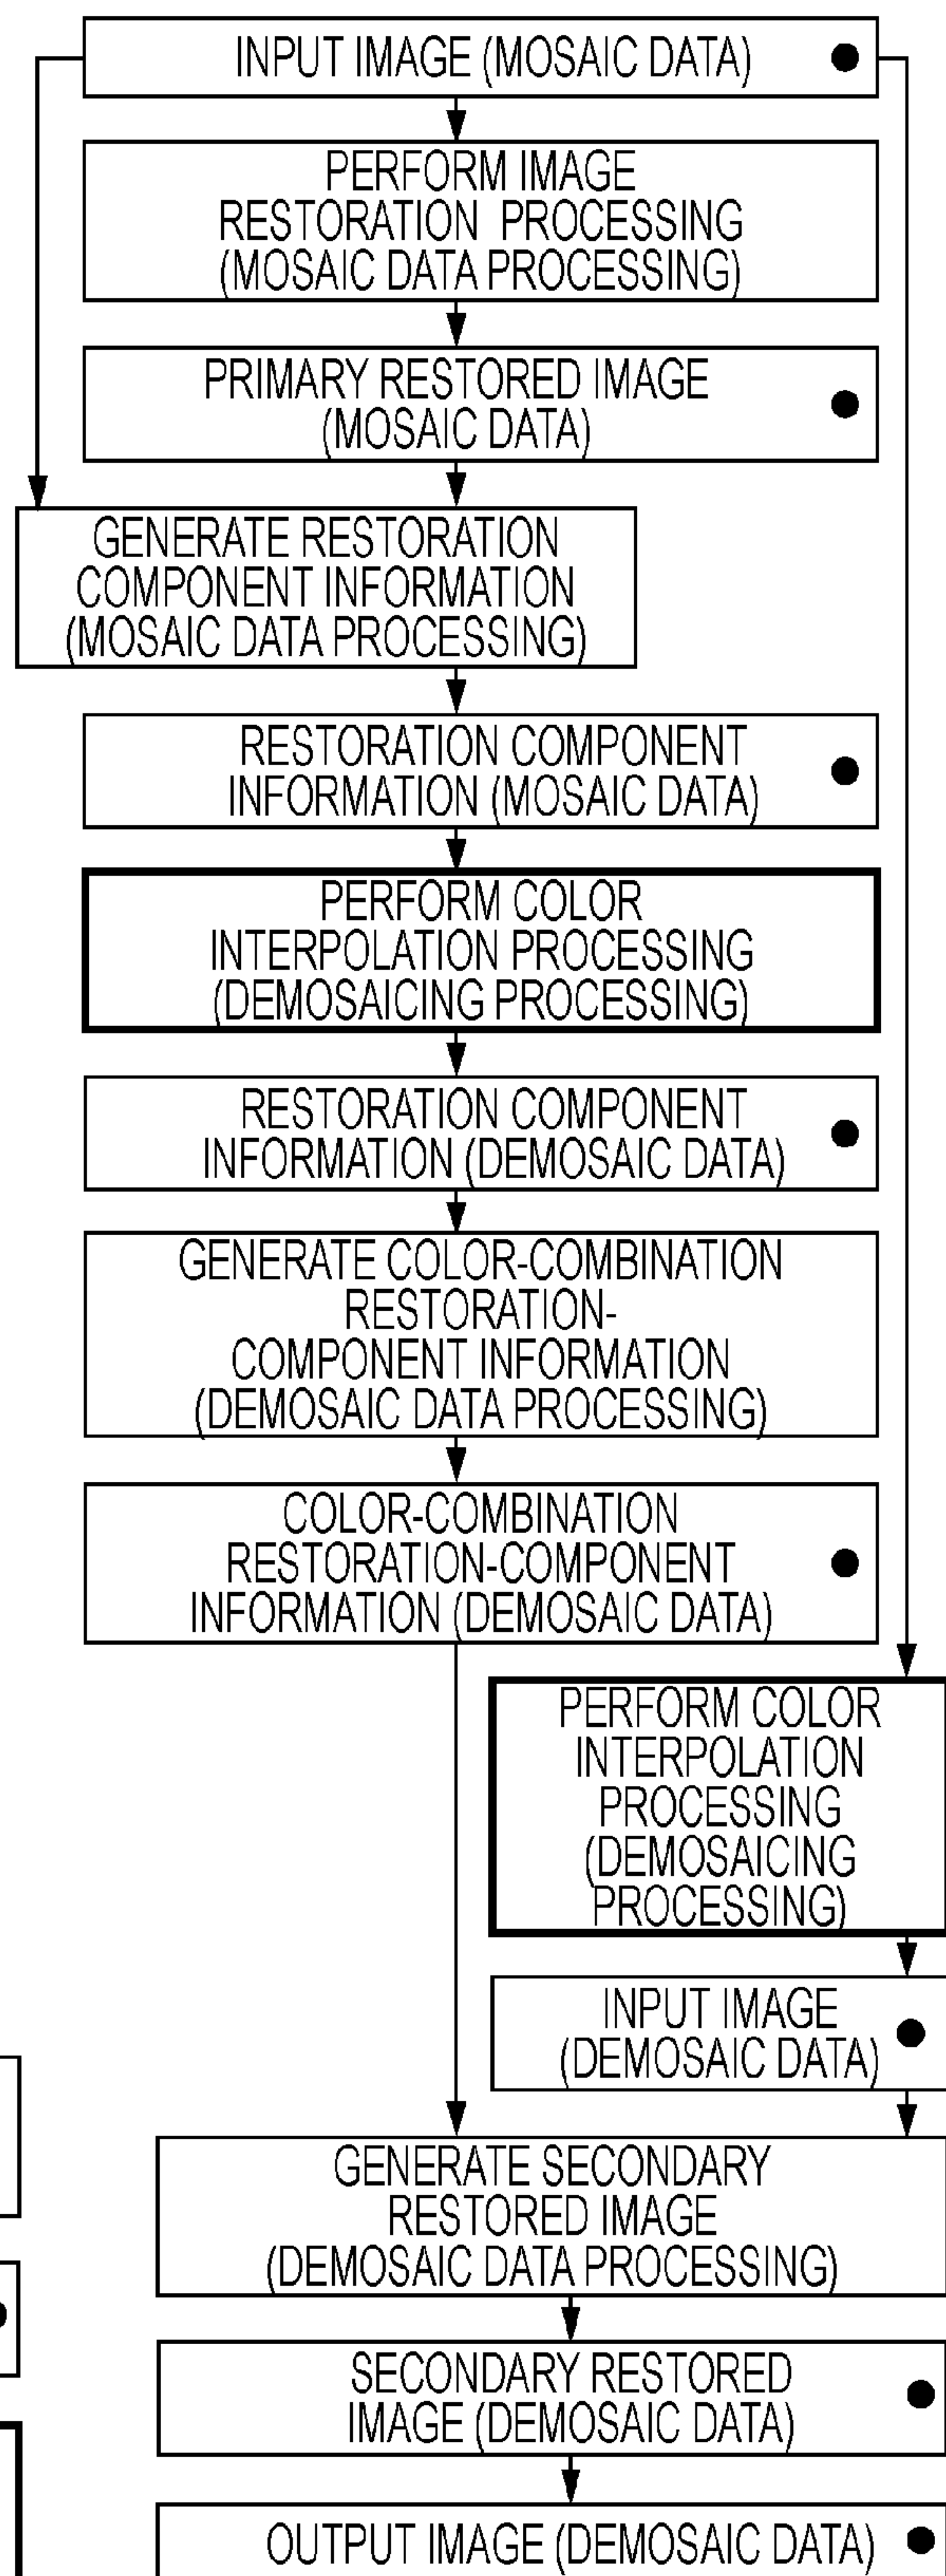 INPUT IMAGE (MOSAIC DATA)
PERFORM IMAGE
RESTORATION PROCESSING
(MOSAIC DATA PROCESSING)
PRIMARY RESTORED IMAGE
(MOSAIC DATA)
GENERATE RESTORATION
COMPONENT INFORMATION
(MOSAIC DATA PROCESSING)
RESTORATION COMPONENT
INFORMATION (MOSAIC DATA)
PERFORM COLOR
INTERPOLATION PROCESSING
(DEMOSAICING PROCESSING)
RESTORATION COMPONENT
INFORMATION (DEMOSAIC DATA)
GENERATE COLOR-COMBINATION
RESTORATION-
COMPONENT INFORMATION
(DEMOSAIC DATA PROCESSING)
COLOR-COMBINATION
RESTORATION-COMPONENT
INFORMATION (DEMOSAIC DATA)
PERFORM COLOR
INTERPOLATION
PROCESSING
(DEMOSAICING
PROCESSING)
INPUT IMAGE
(DEMOSAIC DATA)
GENERATE SECONDARY
RESTORED IMAGE
(DEMOSAIC DATA PROCESSING)
SECONDARY RESTORED
IMAGE (DEMOSAIC DATA)
OUTPUT IMAGE (DEMOSAIC DATA)